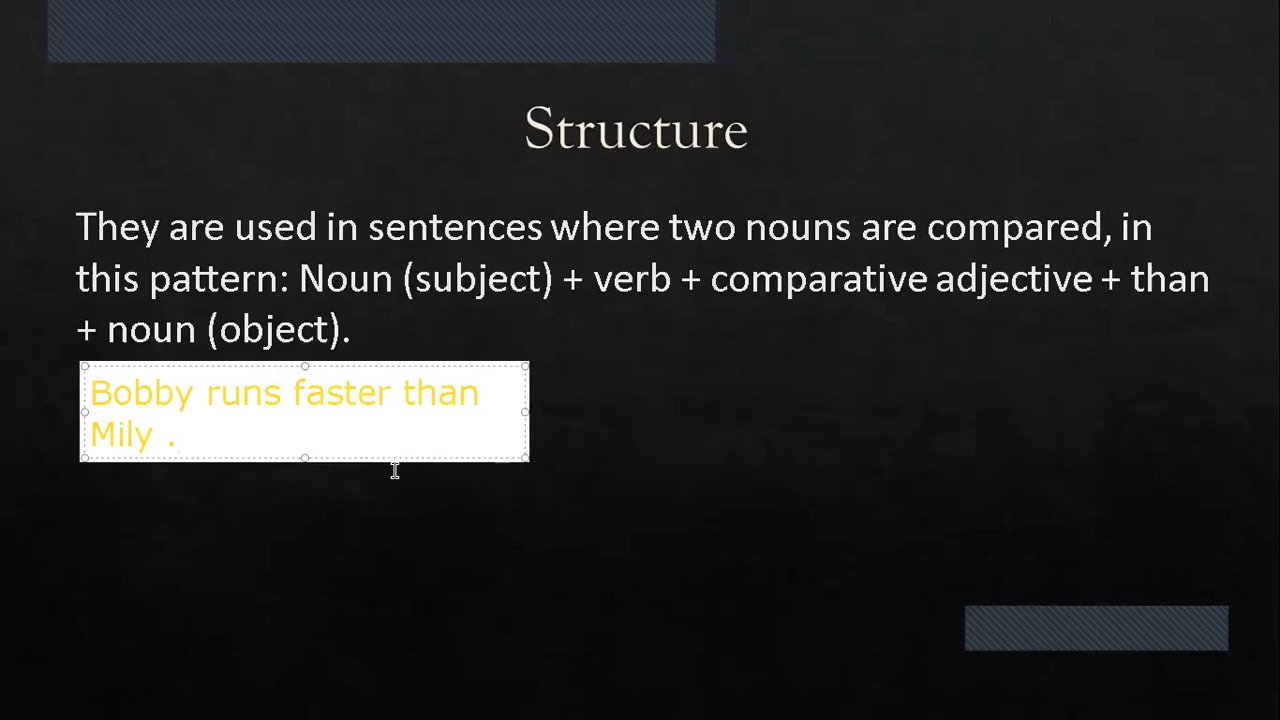 Structure
They are used in sentences where two nouns are compared, in
this pattern: Noun (subject) + verb + comparative adjective + than
+ noun (object).
Bobby runs faster than
Mily .